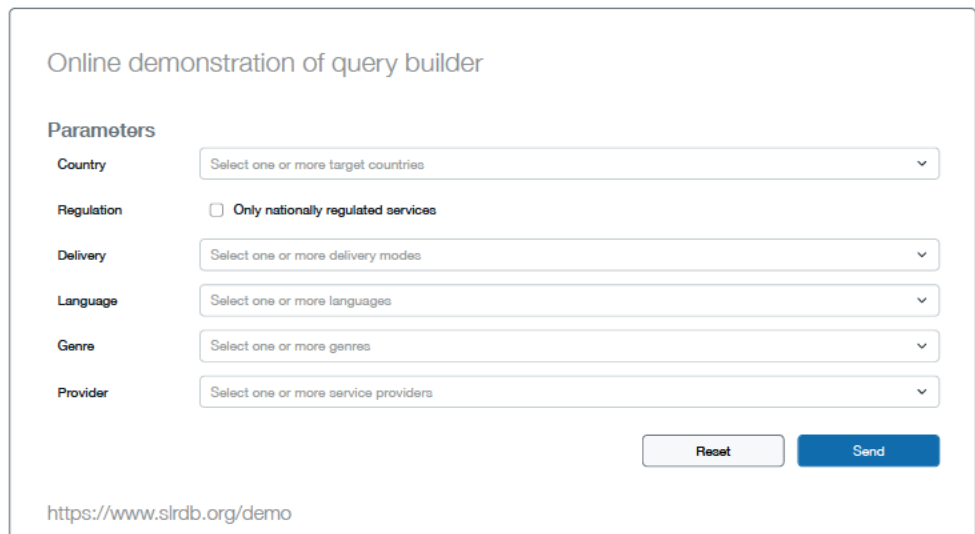 Online demonstration of query builder
Parameters
Country Select one or more target countries
Regulation Only nationally regulated services
Delivery Select one or more delivery modes
Language Select one or more languages
Genre Select one or more genres
Provider Select one or more service providers
Reset Send
https://www.slrdb.org/demo